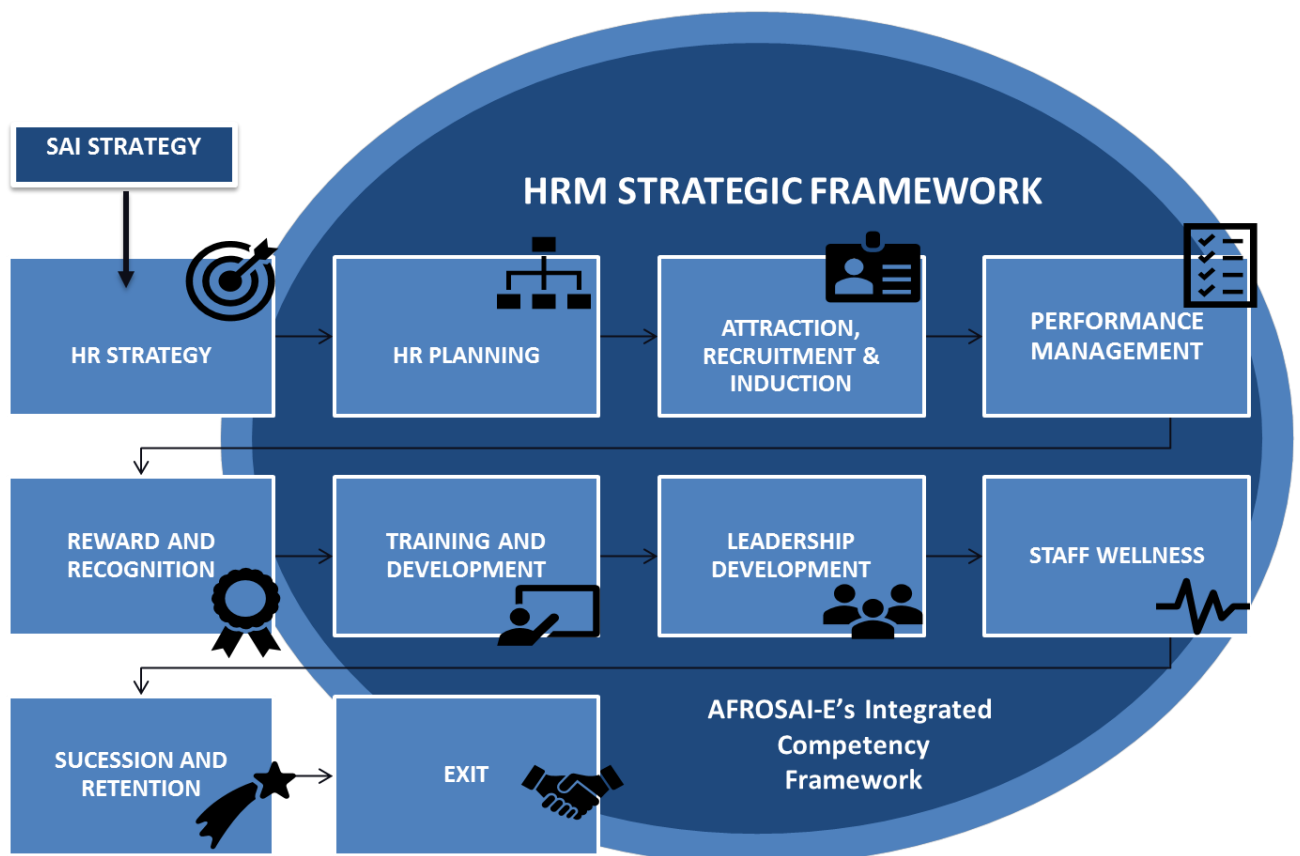 SAI STRATEGY
HRM STRATEGIC FRAMEWORK
HR STRATEGY
HR PLANNING
ATTRACTION,
RECRUITMENT &
INDUCTION
PERFORMANCE
MANAGEMENT
REWARD AND
RECOGNITION
TRAINING AND
DEVELOPMENT
LEADERSHIP
DEVELOPMENT
STAFF WELLNESS
SUCESSION AND
RETENTION
EXIT
AFROSAI-E’s Integrated
Competency
Framework